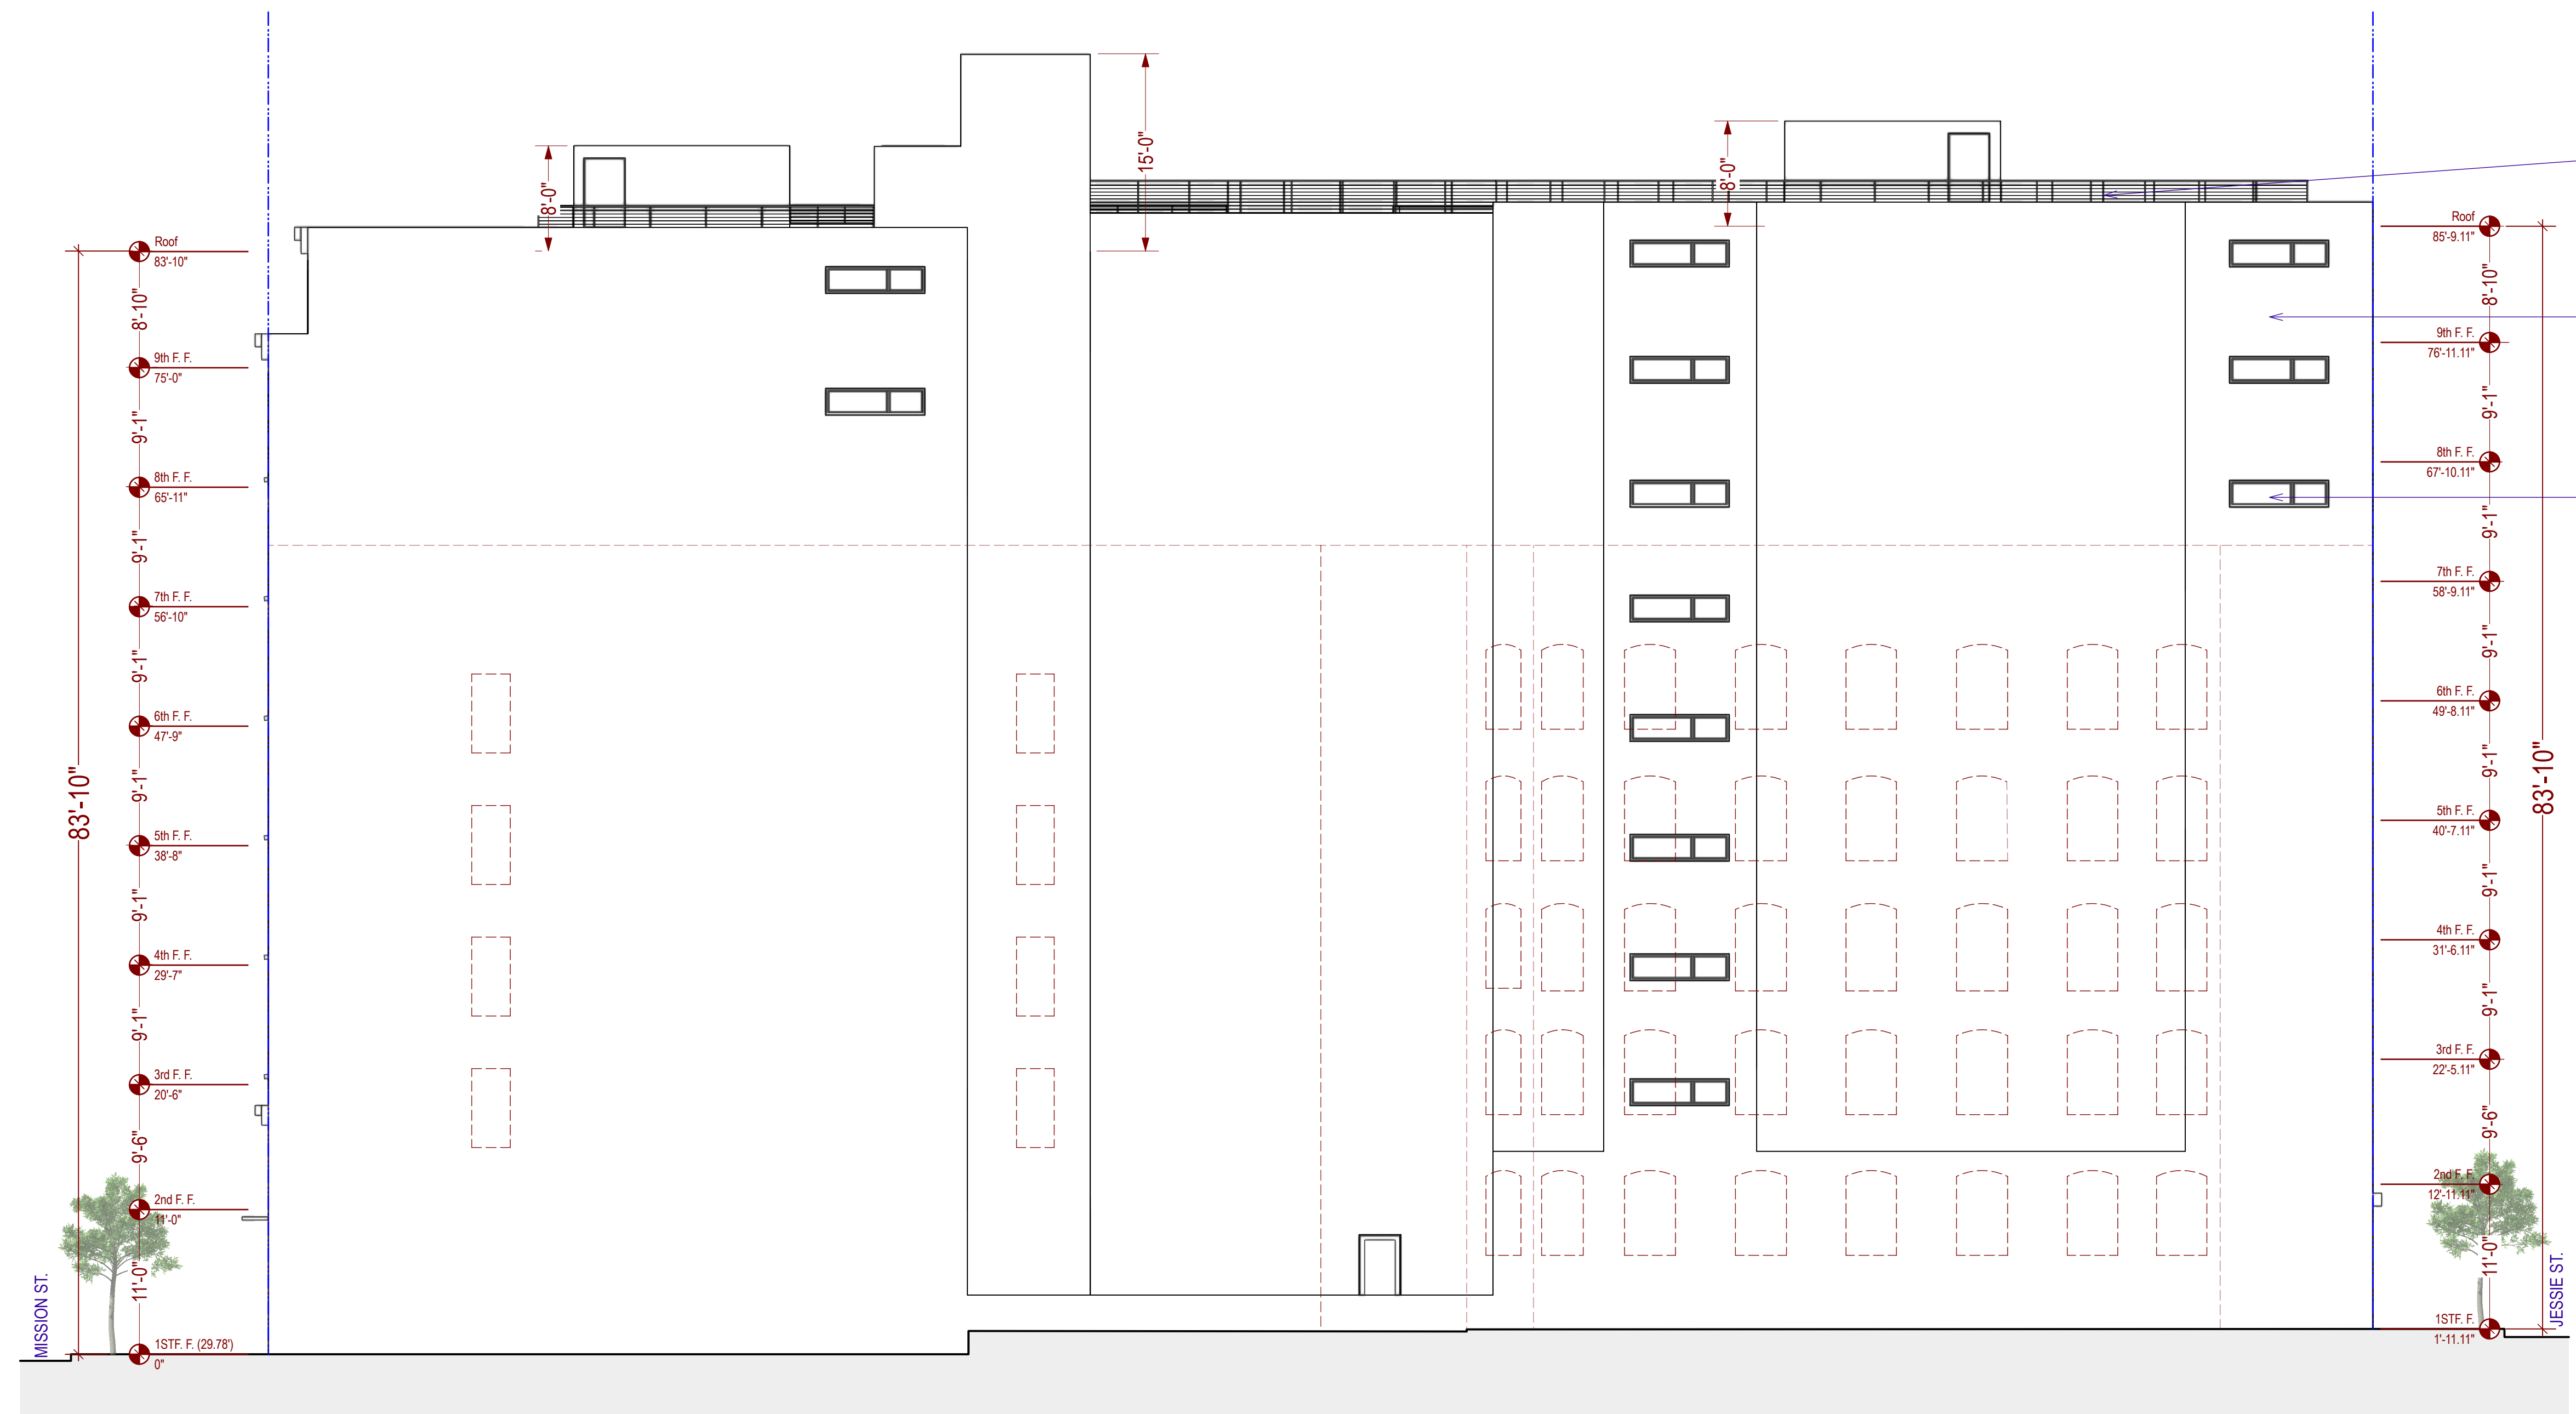 15'-0"
8'-0"
8'-0"
Roof
83'-10"
8'-10"
9th F. F.
75'-0"
9'-1"
8th F. F.
65'-11"
9'-1"
7th F. F.
56'-10"
9'-1"
6th F. F.
47'-9"
9'-1"
5th F. F.
38'-8"
9'-1"
4th F. F.
29'-7"
9'-1"
3rd F. F.
20'-6"
9'-6"
2nd F. F.
11'-0"
11'-0"
1STF. F. (29.78')
0"
83'-10"
MISSION ST.
Roof
85'-9.11"
8'-10"
9th F. F.
76'-11.11"
9'-1"
8th F. F.
67'-10.11"
9'-1"
7th F. F.
58'-9.11"
9'-1"
6th F. F.
49'-8.11"
9'-1"
5th F. F.
40'-7.11"
9'-1"
4th F. F.
31'-6.11"
9'-1"
3rd F. F.
22'-5.11"
9'-6"
2nd F. F.
12'-11.11"
11'-0"
1STF. F.
1'-11.11"
83'-10"
JESSIE ST.